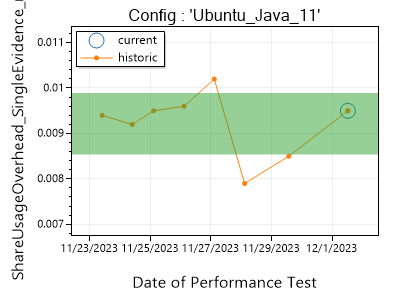 Config : 'Ubuntu_Java_11'
current
historic
ShareUsageOverhead_SingleEvidence_
0.011
0.01
0.009
0.008
0.007
11/23/2023
11/25/2023
11/27/2023
11/29/2023
12/1/2023
Date of Performance Test